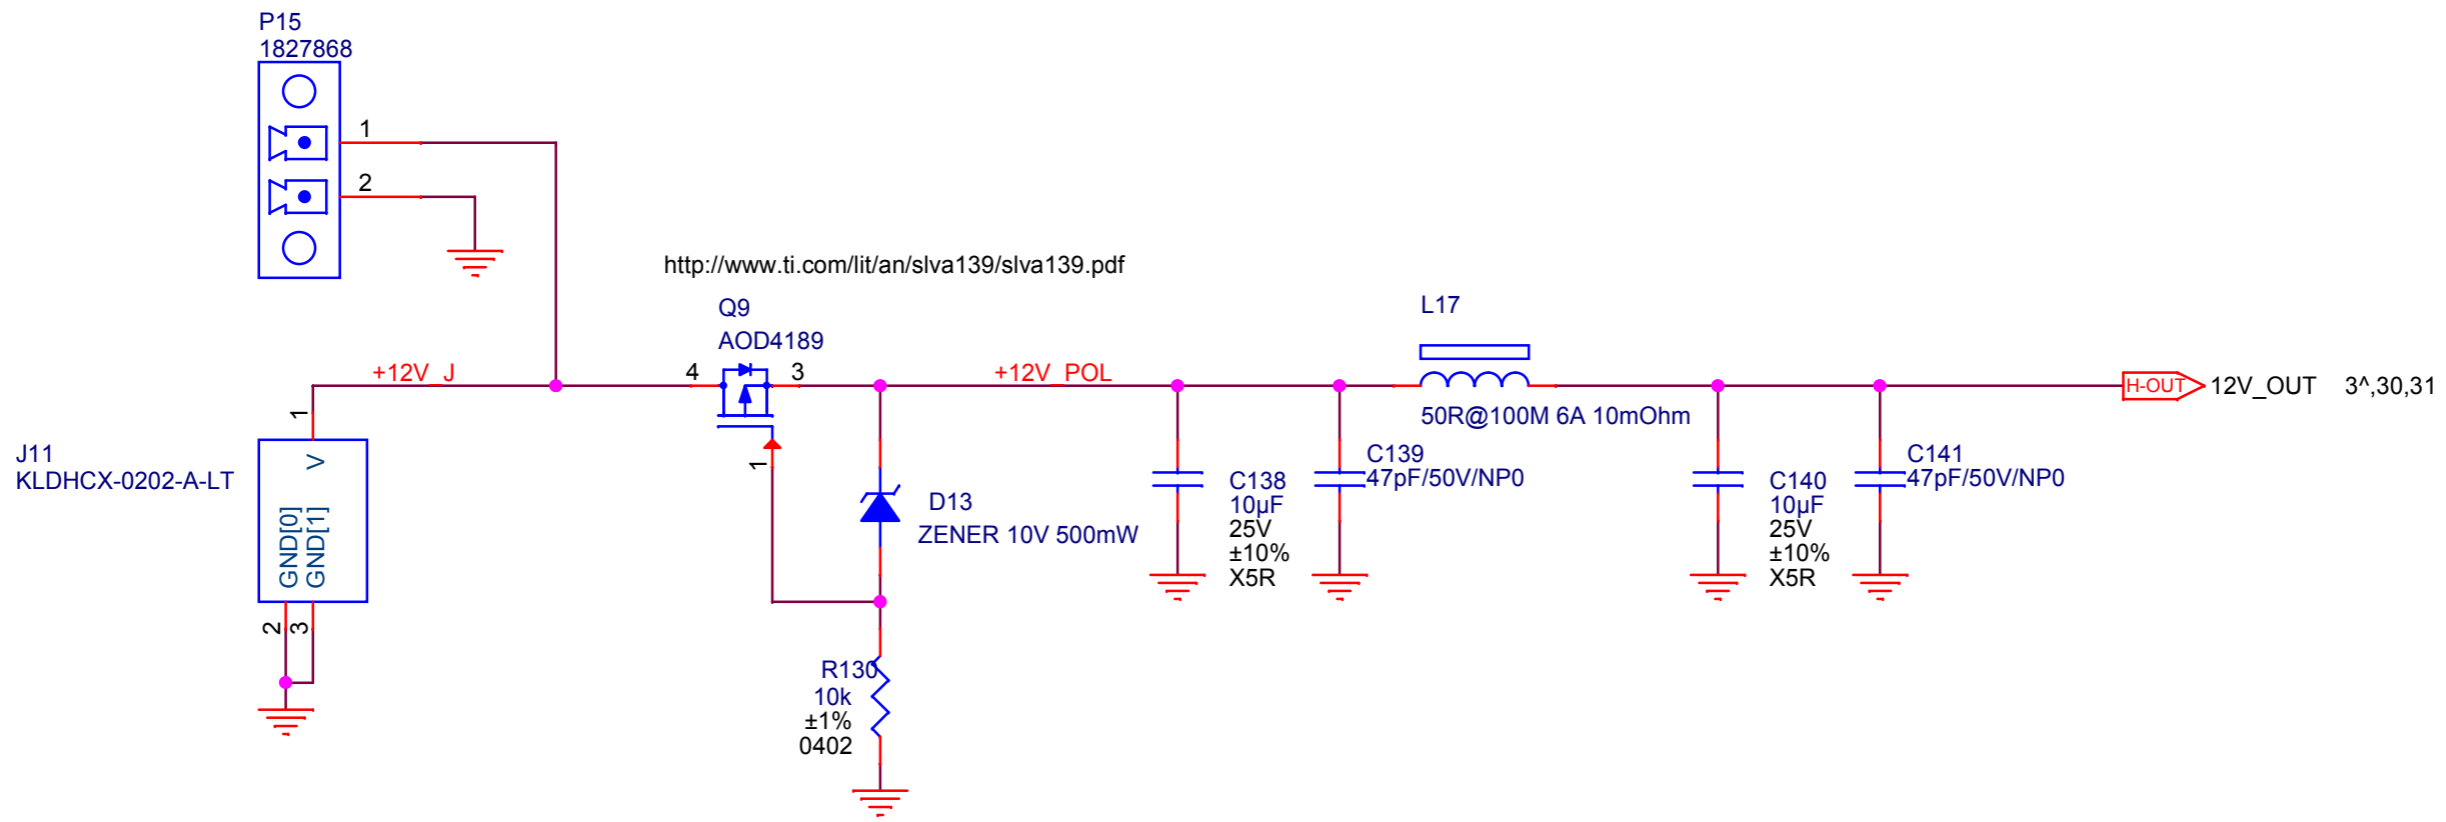 P15
1827868
1
2
http://www.ti.com/lit/an/slva139/slva139.pdf
Q9
AOD4189
L17
+12V_J
4
3
+12V_POL
H-OUT
12V_OUT
3^,30,31
50R@100M 6A 10mOhm
1
J11
KLDHCX-0202-A-LT
V
GND[0]
GND[1]
2
3
1
D13
ZENER 10V 500mW
C138
10µF
25V
±10%
X5R
C139
47pF/50V/NP0
C140
10µF
25V
±10%
X5R
C141
47pF/50V/NP0
R130
10k
±1%
0402